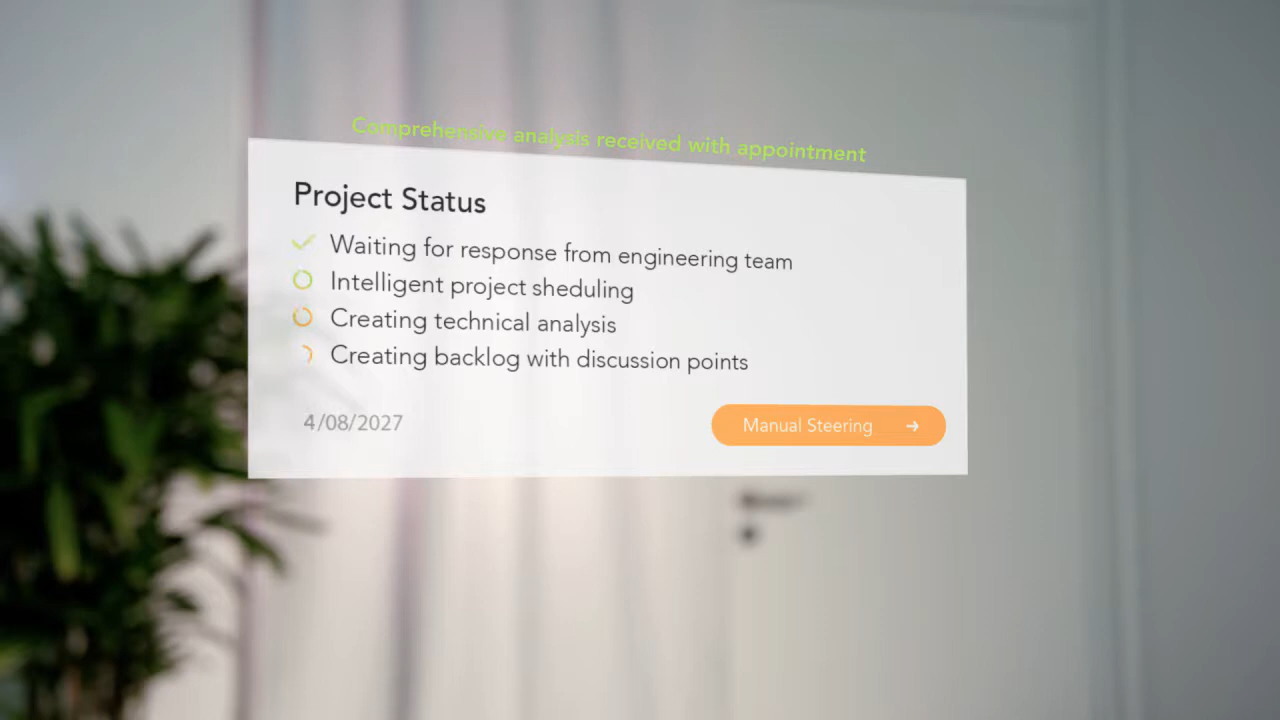 Comprehensive analysis received with appointment
Project Status
Waiting for response from engineering team
Intelligent project sheduling
Creating technical analysis
Creating backlog with discussion points
4/08/2027
Manual Steering